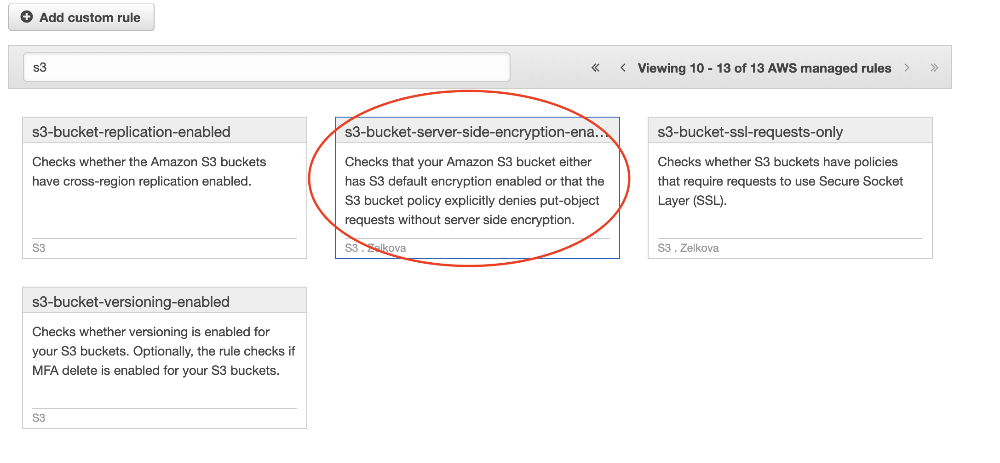 Add custom rule
s3
« ‹ Viewing 10 - 13 of 13 AWS managed rules › »
s3-bucket-replication-enabled
Checks whether the Amazon S3 buckets
have cross-region replication enabled.
S3
s3-bucket-server-side-encryption-ena...
Checks that your Amazon S3 bucket either
has S3 default encryption enabled or that the
S3 bucket policy explicitly denies put-object
requests without server side encryption.
S3 . Zelkova
s3-bucket-ssl-requests-only
Checks whether S3 buckets have policies
that require requests to use Secure Socket
Layer (SSL).
S3 . Zelkova
s3-bucket-versioning-enabled
Checks whether versioning is enabled for
your S3 buckets. Optionally, the rule checks if
MFA delete is enabled for your S3 buckets.
S3